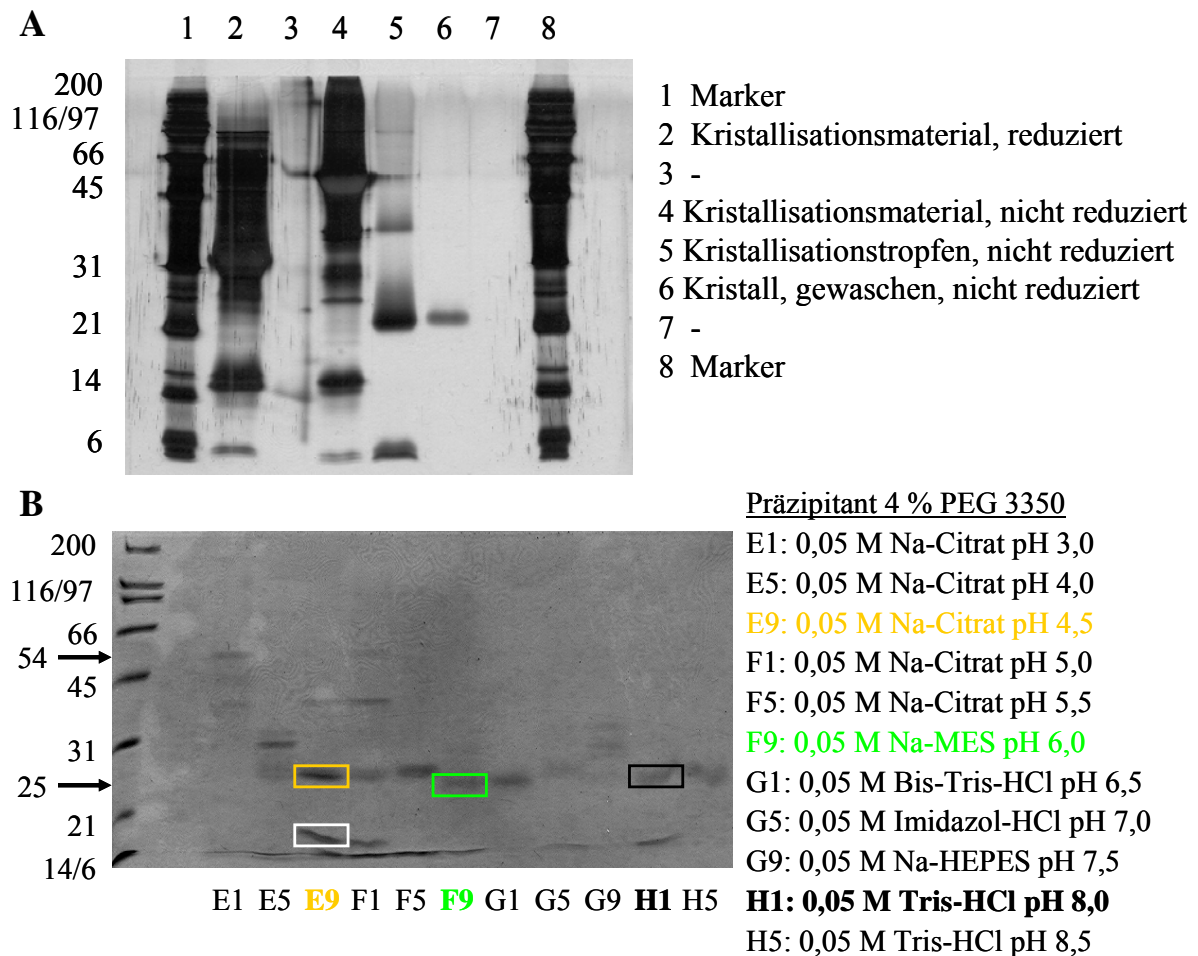 A
1 2 3 4 5 6 7 8
200
116/97
66
45
31
21
14
6
1 Marker
2 Kristallisationsmaterial, reduziert
3 -
4 Kristallisationsmaterial, nicht reduziert
5 Kristallisationstropfen, nicht reduziert
6 Kristall, gewaschen, nicht reduziert
7 -
8 Marker
B
200
116/97
66
54
45
31
25
21
14/6
E1 E5 E9 F1 F5 F9 G1 G5 G9 H1 H5
Präzipitant 4 % PEG 3350
E1: 0,05 M Na-Citrat pH 3,0
E5: 0,05 M Na-Citrat pH 4,0
E9: 0,05 M Na-Citrat pH 4,5
F1: 0,05 M Na-Citrat pH 5,0
F5: 0,05 M Na-Citrat pH 5,5
F9: 0,05 M Na-MES pH 6,0
G1: 0,05 M Bis-Tris-HCl pH 6,5
G5: 0,05 M Imidazol-HCl pH 7,0
G9: 0,05 M Na-HEPES pH 7,5
H1: 0,05 M Tris-HCl pH 8,0
H5: 0,05 M Tris-HCl pH 8,5